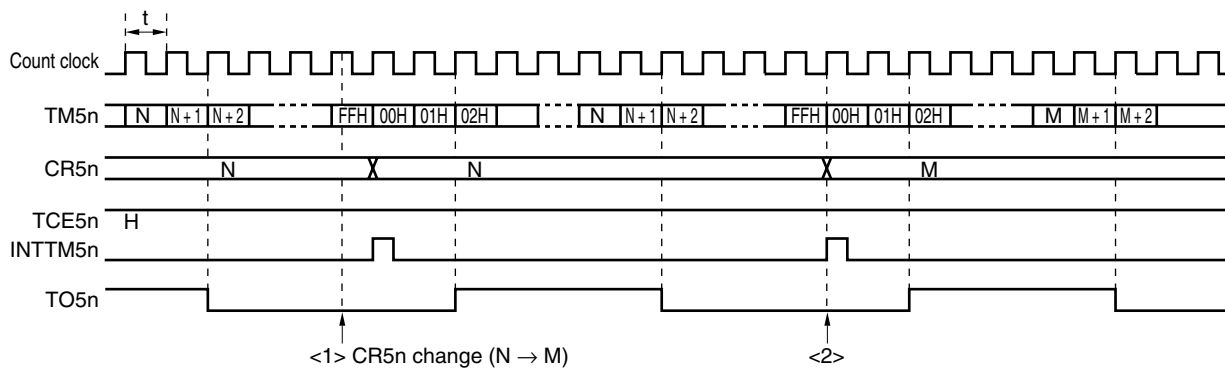 t
Count clock
TM5n N N + 1 N + 2 FFH 00H 01H 02H N N + 1 N + 2 FFH 00H 01H 02H M M + 1 M + 2
CR5n N N M
TCE5n H
INTTM5n
TO5n
<1> CR5n change (N → M) <2>